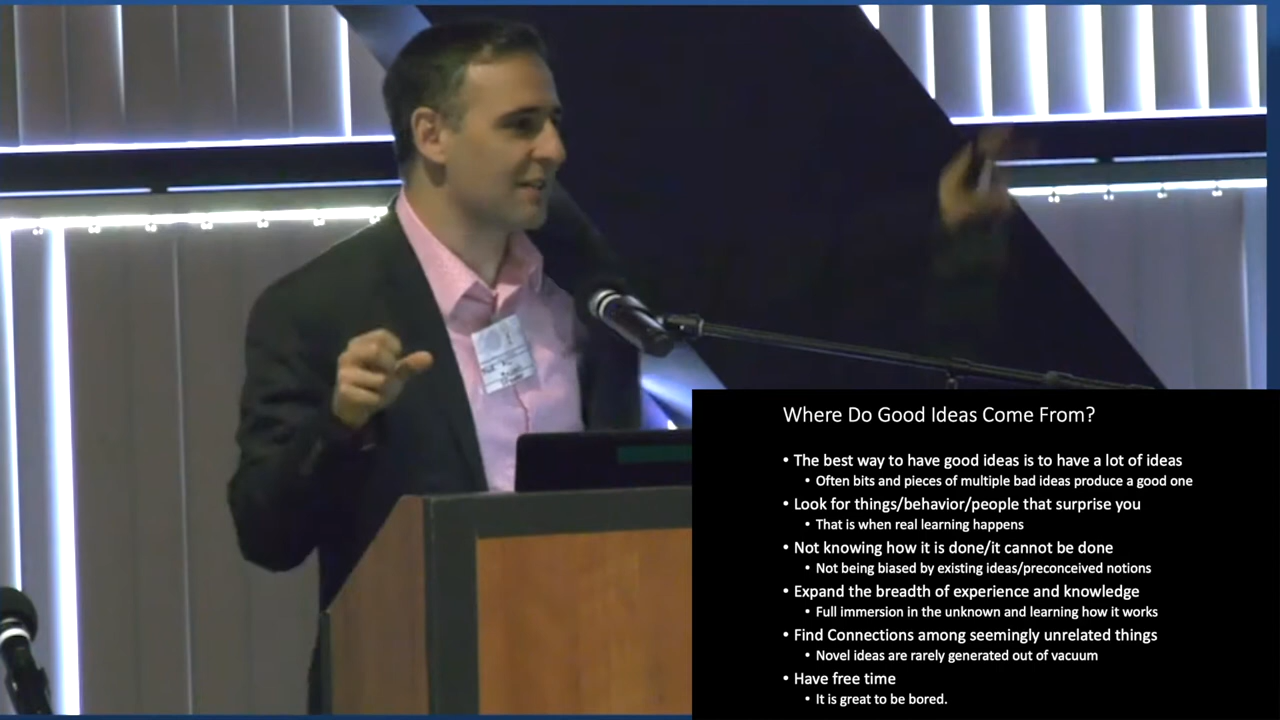 Where Do Good Ideas Come From?
• The best way to have good ideas is to have a lot of ideas
• Often bits and pieces of multiple bad ideas produce a good one
• Look for things/behavior/people that surprise you
• That is when real learning happens
• Not knowing how it is done/it cannot be done
• Not being biased by existing ideas/preconceived notions
• Expand the breadth of experience and knowledge
• Full immersion in the unknown and learning how it works
• Find Connections among seemingly unrelated things
• Novel ideas are rarely generated out of vacuum
• Have free time
• It is great to be bored.